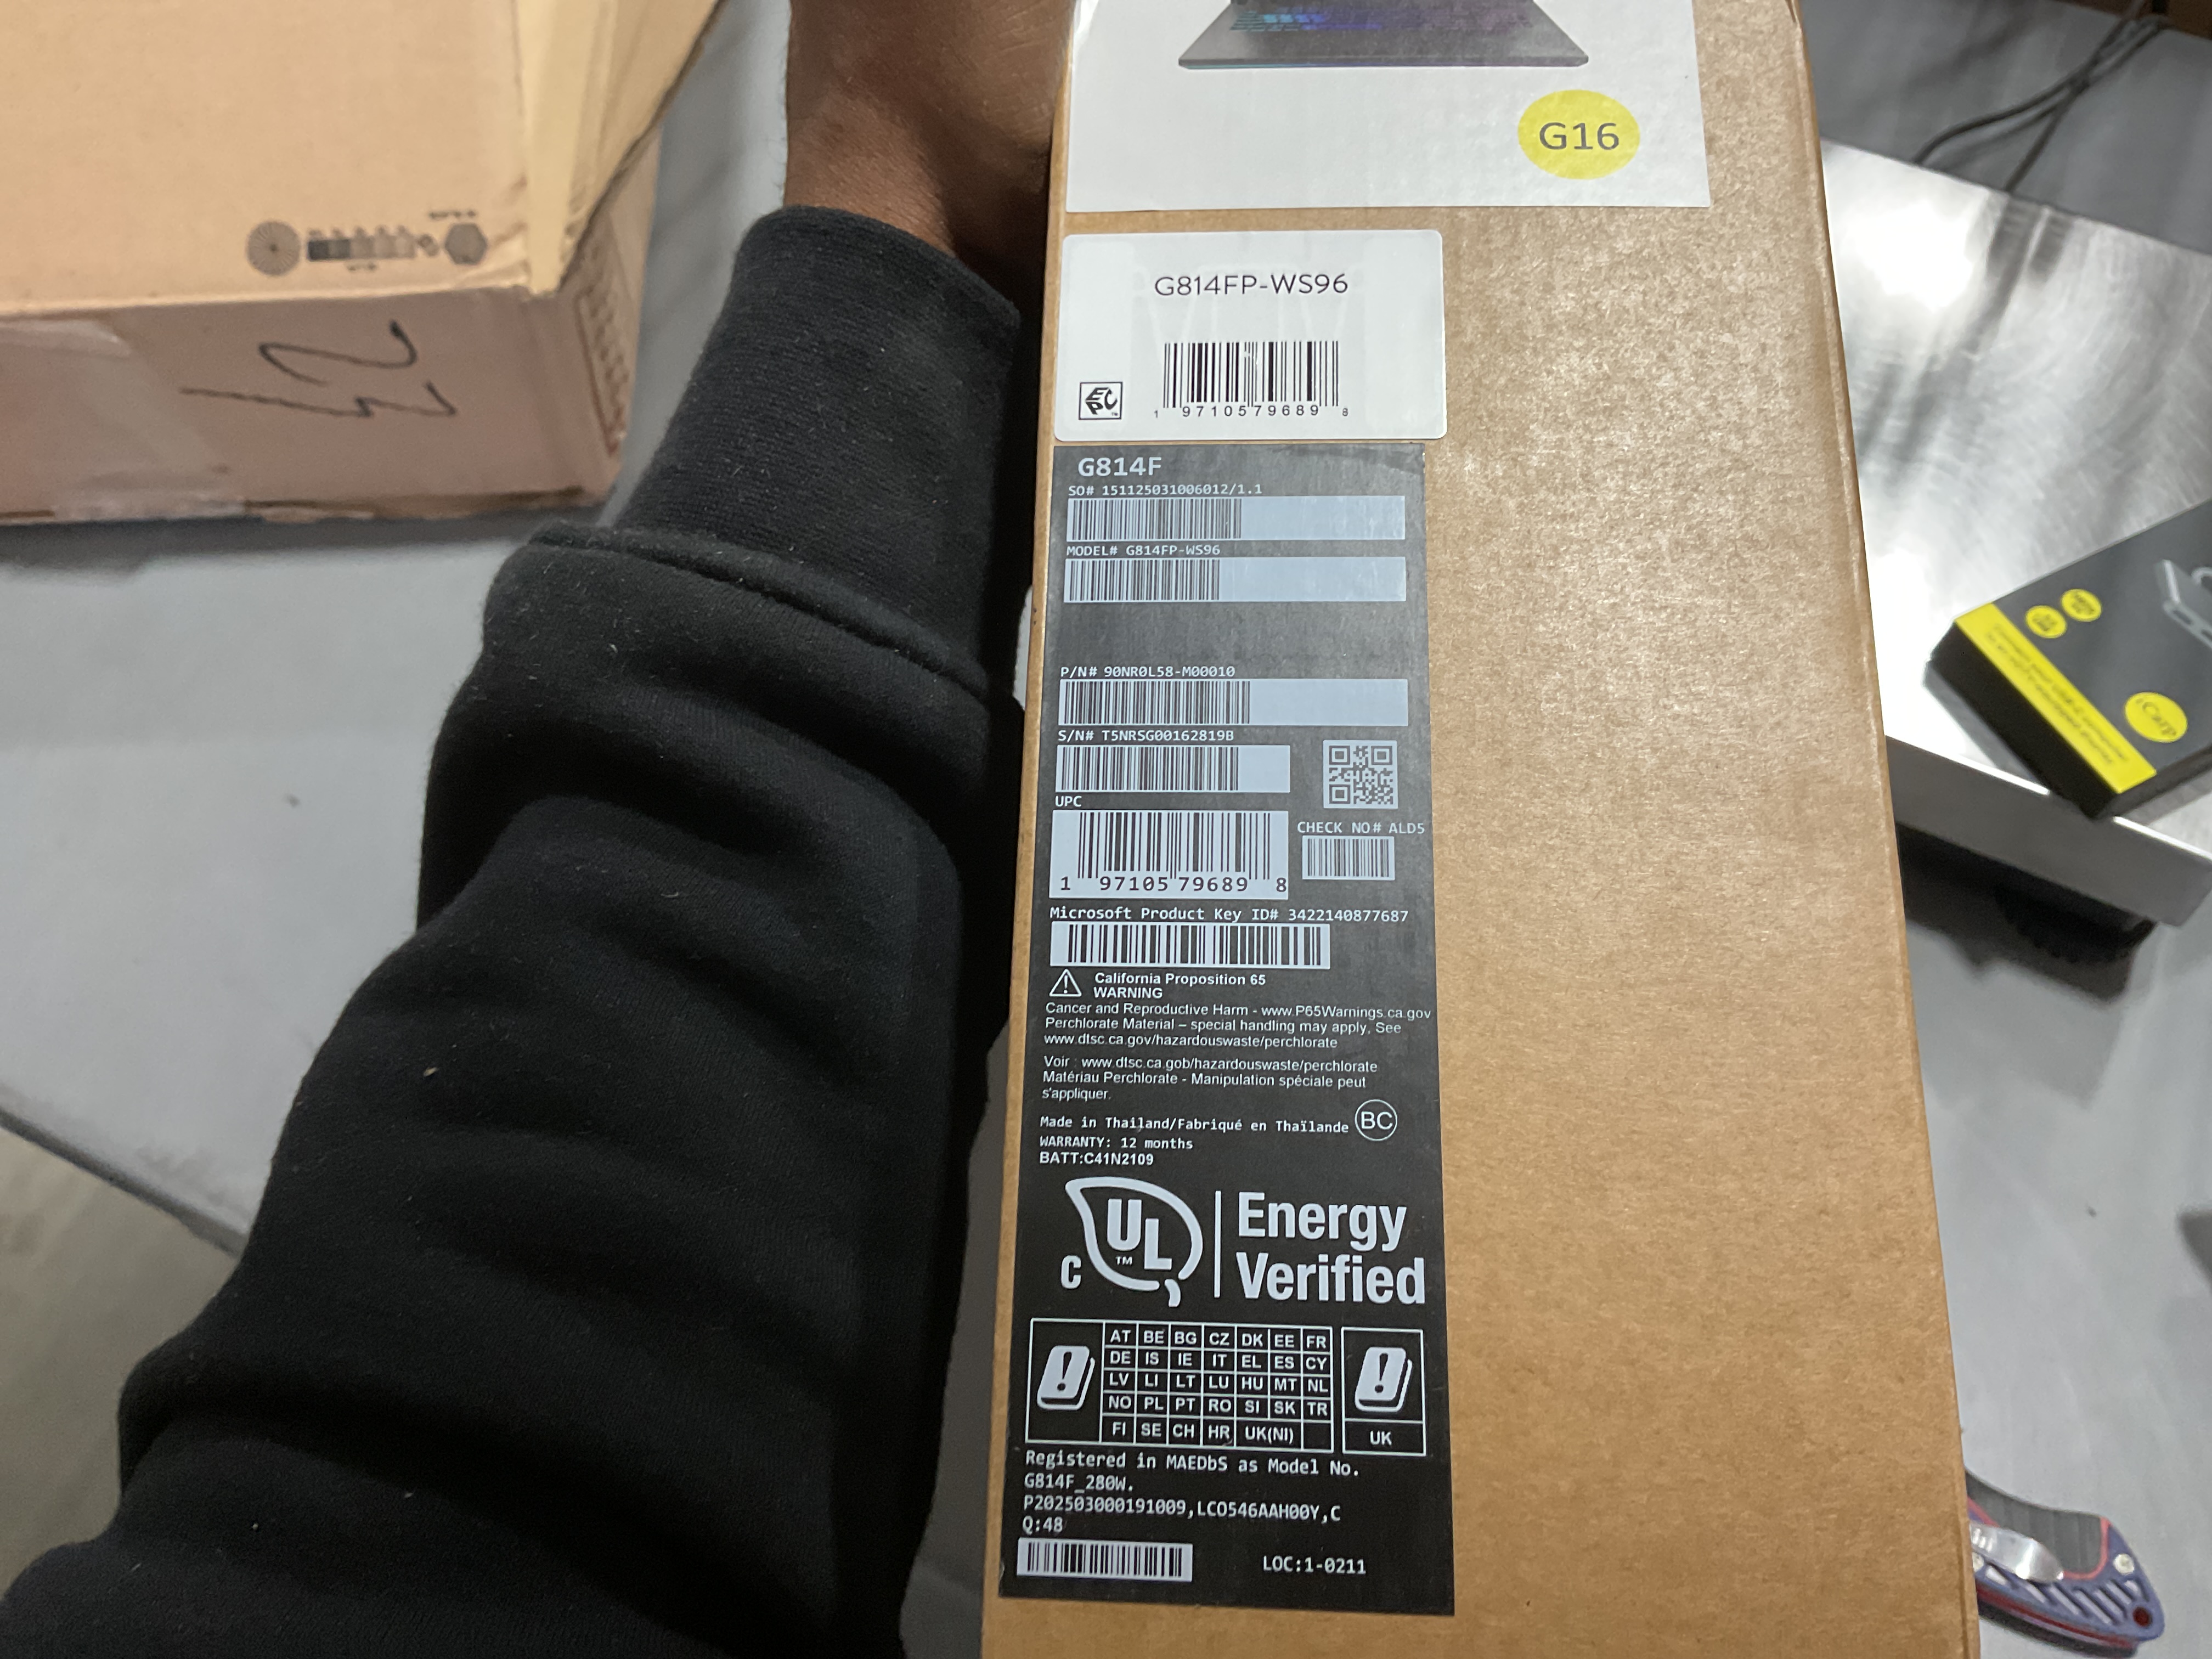 G16
G814FP-WS96
1 9710579689 8
G814F
SO# 151125031006012/1.1
MODEL# G814FP-WS96
P/N# 90NR0L58-M00010
S/N# T5NRSG00162819B
UPC
1 97105 79689 8
CHECK NO# ALD5
Microsoft Product Key ID# 3422140877687
California Proposition 65
WARNING
Cancer and Reproductive Harm - www.P65Warnings.ca.gov
Perchlorate Material – special handling may apply, See
www.dtsc.ca.gov/hazardouswaste/perchlorate
Voir : www.dtsc.ca.gob/hazardouswaste/perchlorate
Matériau Perchlorate - Manipulation spéciale peut
s'appliquer.
Made in Thailand/Fabriqué en Thaïlande BC
WARRANTY: 12 months
BATT:C41N2109
C UL™ Energy
Verified
AT BE BG CZ DK EE FR
DE IS IE IT EL ES CY
LV LI LT LU HU MT NL
NO PL PT RO SI SK TR
FI SE CH HR UK(NI)
UK
Registered in MAEDbS as Model No.
G814F_280W.
P202503000191009,LCO546AAH00Y,C
Q:48
LOC:1-0211
iCarp